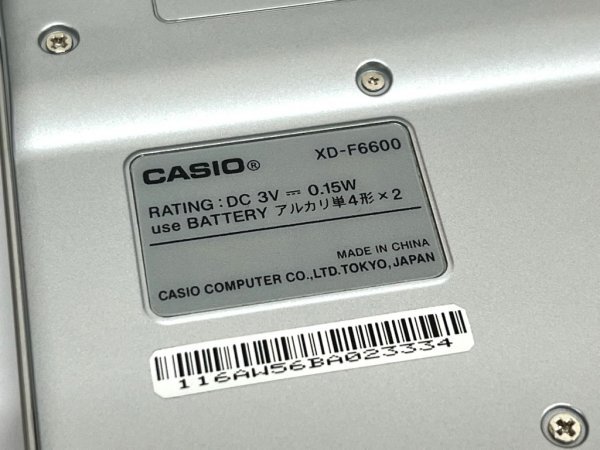 CASIO® XD-F6600
RATING : DC 3V ⎓ 0.15W
use BATTERY アルカリ単4形×2
MADE IN CHINA
CASIO COMPUTER CO.,LTD.TOKYO,JAPAN
116AW56BA023334